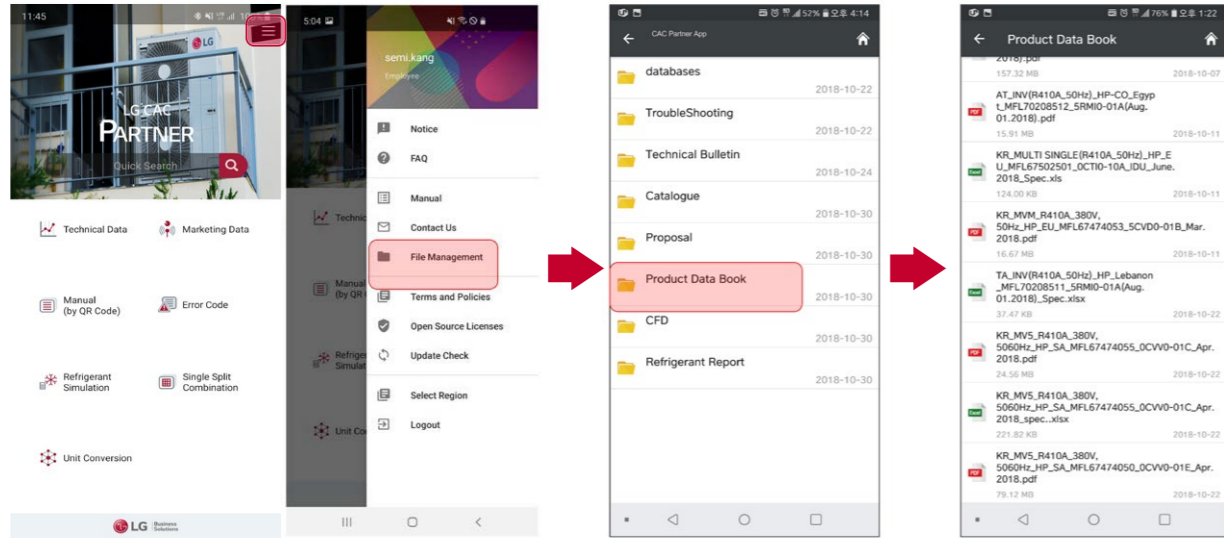 11:45
100%
LG
LG CAC
PARTNER
Quick Search
Technical Data
Marketing Data
Manual
(by QR Code)
Error Code
Refrigerant
Simulation
Single Split
Combination
Unit Conversion
LG Business
Solutions
5:04
semi.kang
Employee
Notice
FAQ
Manual
Contact Us
File Management
Terms and Policies
Open Source Licenses
Update Check
Select Region
Logout
Technic
Manual
(by QR
Refrige
Simulat
Unit Co
52% 오후 4:14
CAC Partner App
databases
2018-10-22
TroubleShooting
2018-10-22
Technical Bulletin
2018-10-24
Catalogue
2018-10-30
Proposal
2018-10-30
Product Data Book
2018-10-30
CFD
2018-10-30
Refrigerant Report
2018-10-30
76% 오후 1:22
Product Data Book
2018).pdf
157.32 MB 2018-10-07
AT_INV(R410A_50Hz)_HP-CO_Egyp
t_MFL70208512_5RMI0-01A(Aug.
01.2018).pdf
15.91 MB 2018-10-11
KR_MULTI SINGLE(R410A_50Hz)_HP_E
U_MFL67502501_0CTI0-10A_IDU_June.
2018_Spec.xls
124.00 KB 2018-10-11
KR_MVM_R410A_380V,
50Hz_HP_EU_MFL67474053_5CVD0-01B_Mar.
2018.pdf
16.67 MB 2018-10-11
TA_INV(R410A_50Hz)_HP_Lebanon
_MFL70208511_5RMI0-01A(Aug.
01.2018)_Spec.xlsx
37.47 KB 2018-10-22
KR_MV5_R410A_380V,
5060Hz_HP_SA_MFL67474055_0CVV0-01C_Apr.
2018.pdf
24.56 MB 2018-10-22
KR_MV5_R410A_380V,
5060Hz_HP_SA_MFL67474055_0CVV0-01C_Apr.
2018_spec..xlsx
221.82 KB 2018-10-22
KR_MV5_R410A_380V,
5060Hz_HP_SA_MFL67474050_0CVV0-01E_Apr.
2018.pdf
79.12 MB 2018-10-22